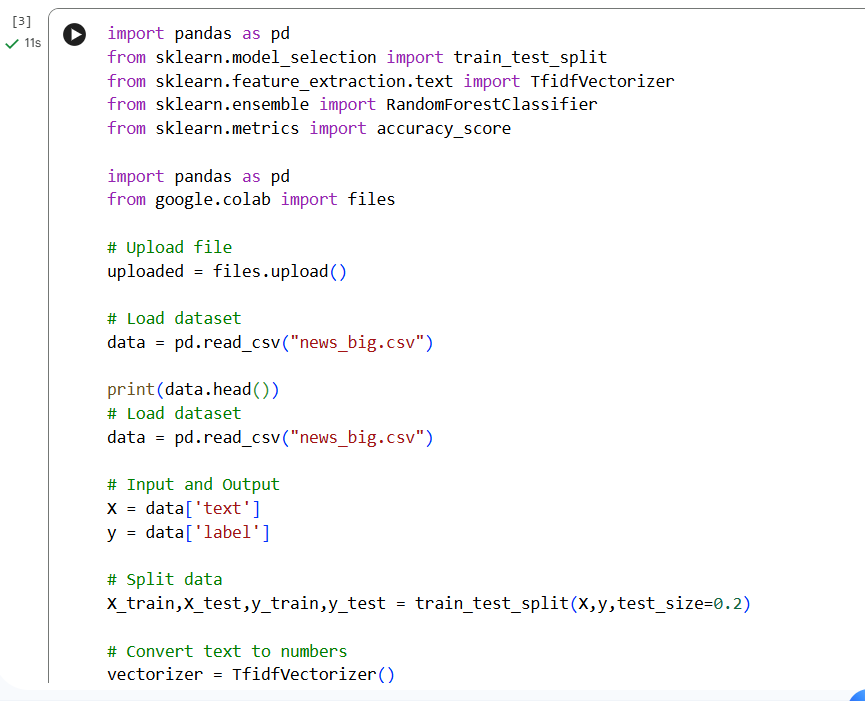 [3]
11s
import pandas as pd
from sklearn.model_selection import train_test_split
from sklearn.feature_extraction.text import TfidfVectorizer
from sklearn.ensemble import RandomForestClassifier
from sklearn.metrics import accuracy_score
import pandas as pd
from google.colab import files
# Upload file
uploaded = files.upload()
# Load dataset
data = pd.read_csv("news_big.csv")
print(data.head())
# Load dataset
data = pd.read_csv("news_big.csv")
# Input and Output
X = data['text']
y = data['label']
# Split data
X_train,X_test,y_train,y_test = train_test_split(X,y,test_size=0.2)
# Convert text to numbers
vectorizer = TfidfVectorizer()